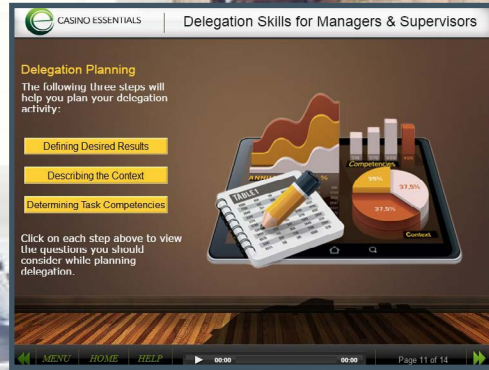 CASINO ESSENTIALS
Delegation Skills for Managers & Supervisors
Delegation Planning
The following three steps will
help you plan your delegation
activity:
Defining Desired Results
Describing the Context
Determining Task Competencies
Click on each step above to view
the questions you should
consider while planning
delegation.
TABLE1
Competencies
37.5%
37.5%
Context
MENU HOME HELP
00:00
00:00
Page 11 of 14